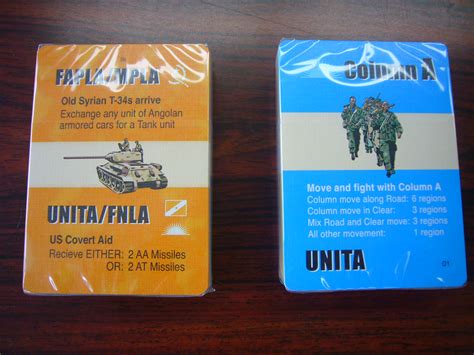 FAPLA/MPLA
Old Syrian T-34s arrive
Exchange any unit of Angolan
armored cars for a Tank unit
UNITA/FNLA
US Covert Aid
Recieve EITHER: 2 AA Missiles
OR: 2 AT Missiles
Column A
Move and fight with Column A
Column move along Road: 6 regions
Column move in Clear: 3 regions
Mix Road and Clear move: 3 regions
All other movement: 1 region
UNITA
01